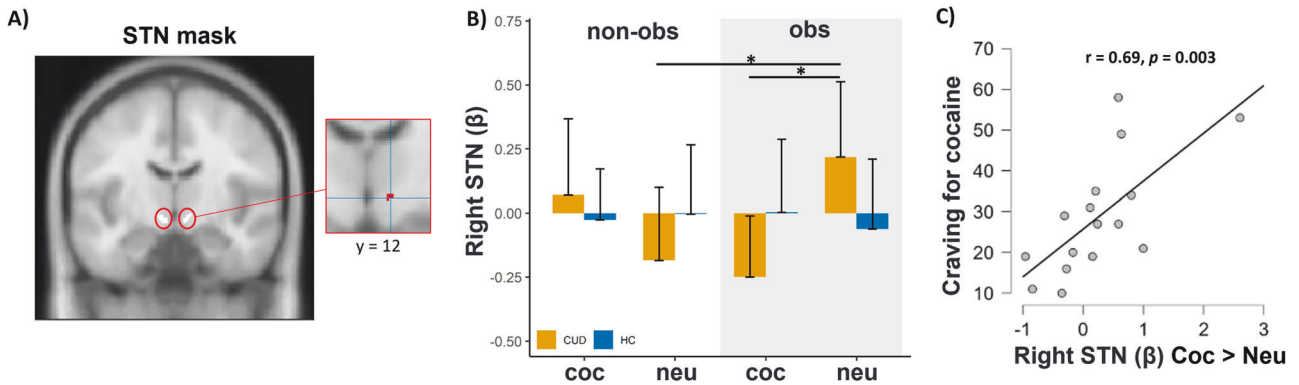 A)
STN mask
y = 12
B)
Right STN (β)
0.75
0.50
0.25
0.00
-0.25
-0.50
non-obs
obs
*
*
CUD
HC
coc
neu
coc
neu
C)
Craving for cocaine
70
60
50
40
30
20
10
r = 0.69, p = 0.003
-1
0
1
2
3
Right STN (β) Coc > Neu